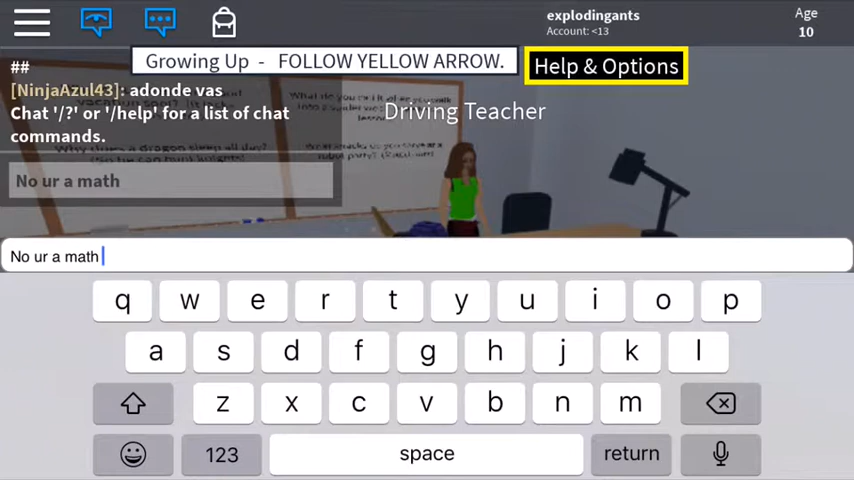 explodingants
Account: <13
Age
10
Growing Up - FOLLOW YELLOW ARROW.
Help & Options
##
[NinjaAzul43]: adonde vas
Chat '/?' or '/help' for a list of chat
commands.
Driving Teacher
No ur a math
No ur a math
q w e r t y u i o p
a s d f g h j k l
z x c v b n m
123 space return